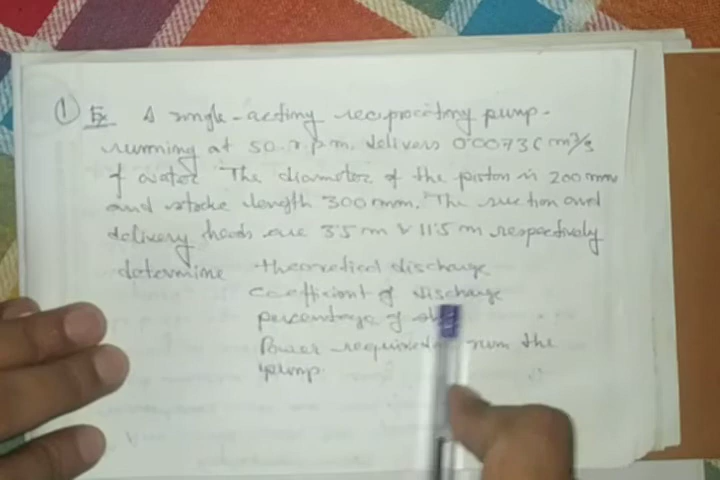 ① Ex A single-acting reciprocating pump.
running at 50 r.p.m. delivers 0.00736 m³/s
of water The diameter of the piston is 200 mm
and stroke length 300 mm. The suction and
delivery heads are 3.5 m & 11.5 m respectively
determine theoretical discharge
coefficient of discharge
percentage of
Power required run the
pump.